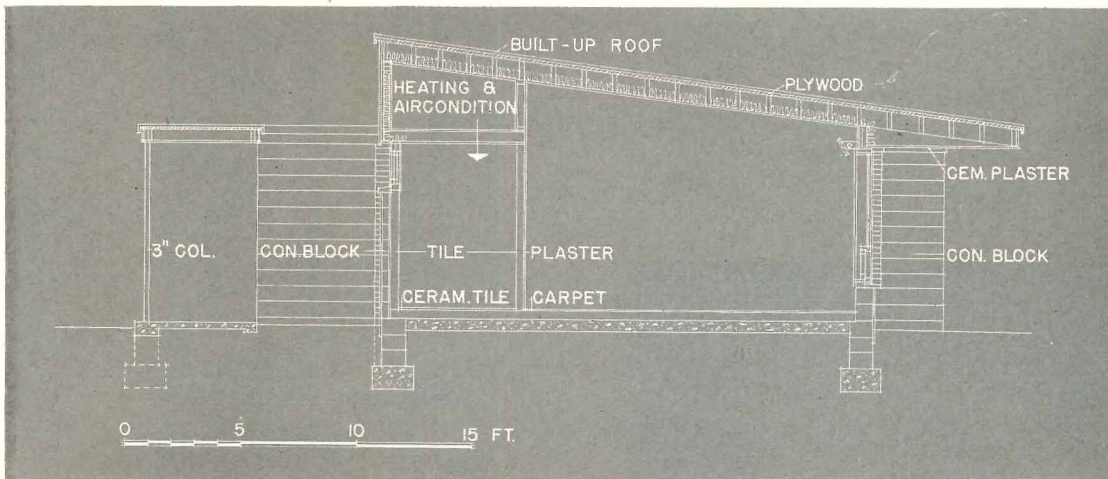 BUILT-UP ROOF
HEATING &
AIRCONDITION
PLYWOOD
CEM. PLASTER
3" COL.
CON. BLOCK
TILE
PLASTER
CON. BLOCK
CERAM. TILE
CARPET
0 5 10 15 FT.